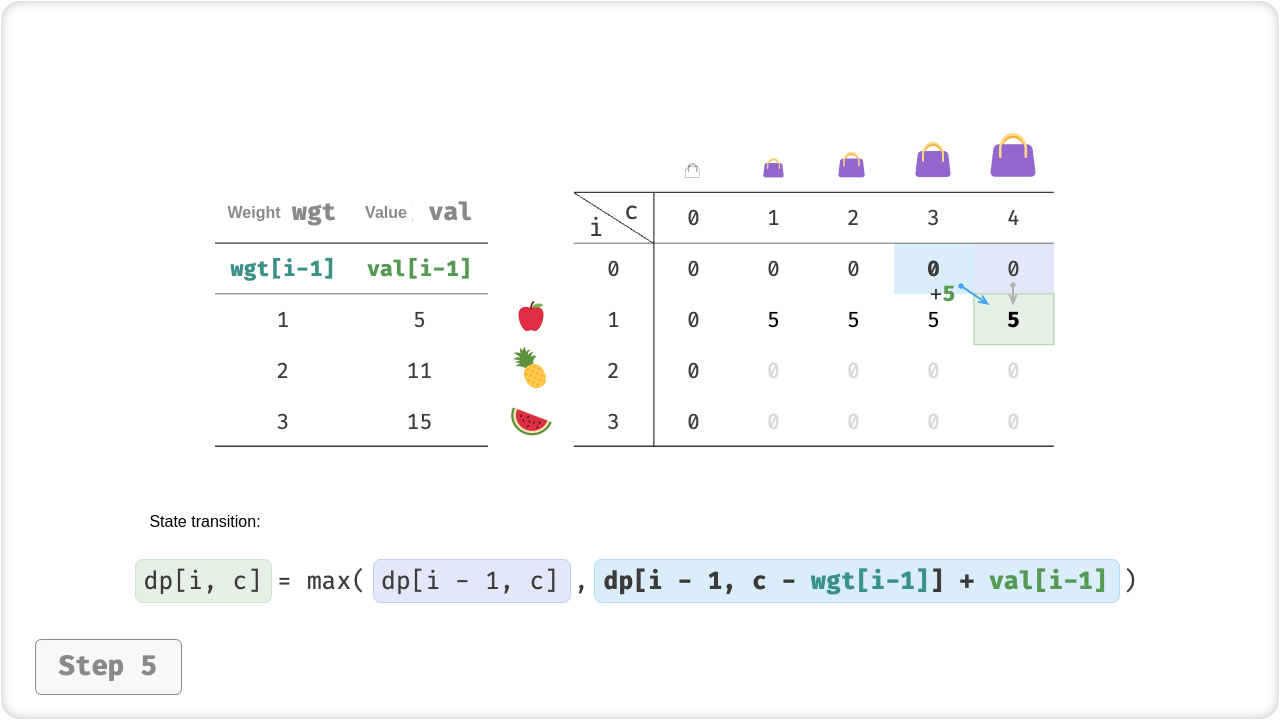 Weight wgt Value val
wgt[i-1] val[i-1]
1 5
2 11
3 15
i c 0 1 2 3 4
0 0 0 0 0 0
+5
1 0 5 5 5 5
2 0 0 0 0 0
3 0 0 0 0 0
State transition:
dp[i, c] = max( dp[i - 1, c] , dp[i - 1, c - wgt[i-1]] + val[i-1] )
Step 5